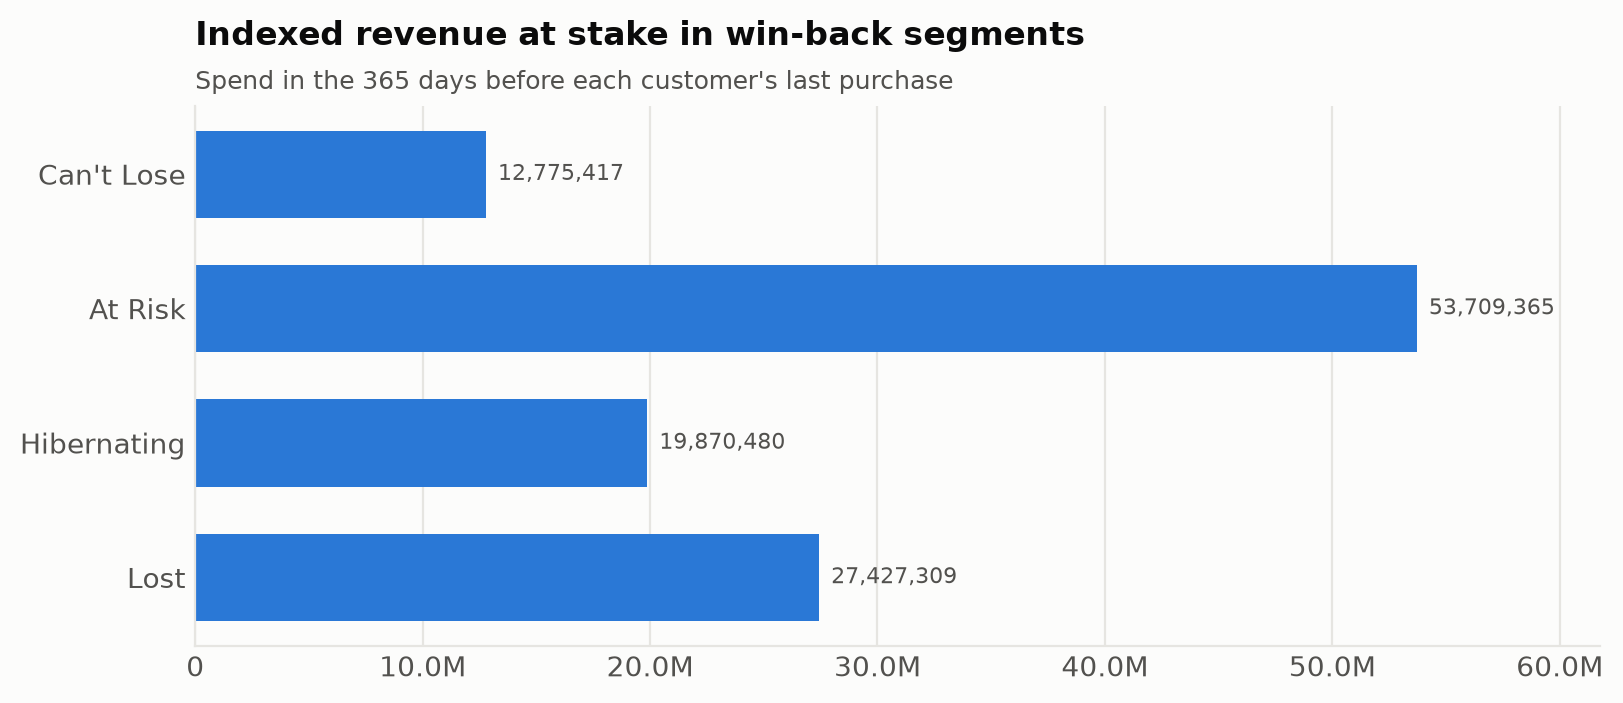 Indexed revenue at stake in win-back segments
Spend in the 365 days before each customer's last purchase
Can't Lose
12,775,417
At Risk
53,709,365
Hibernating
19,870,480
Lost
27,427,309
0
10.0M
20.0M
30.0M
40.0M
50.0M
60.0M